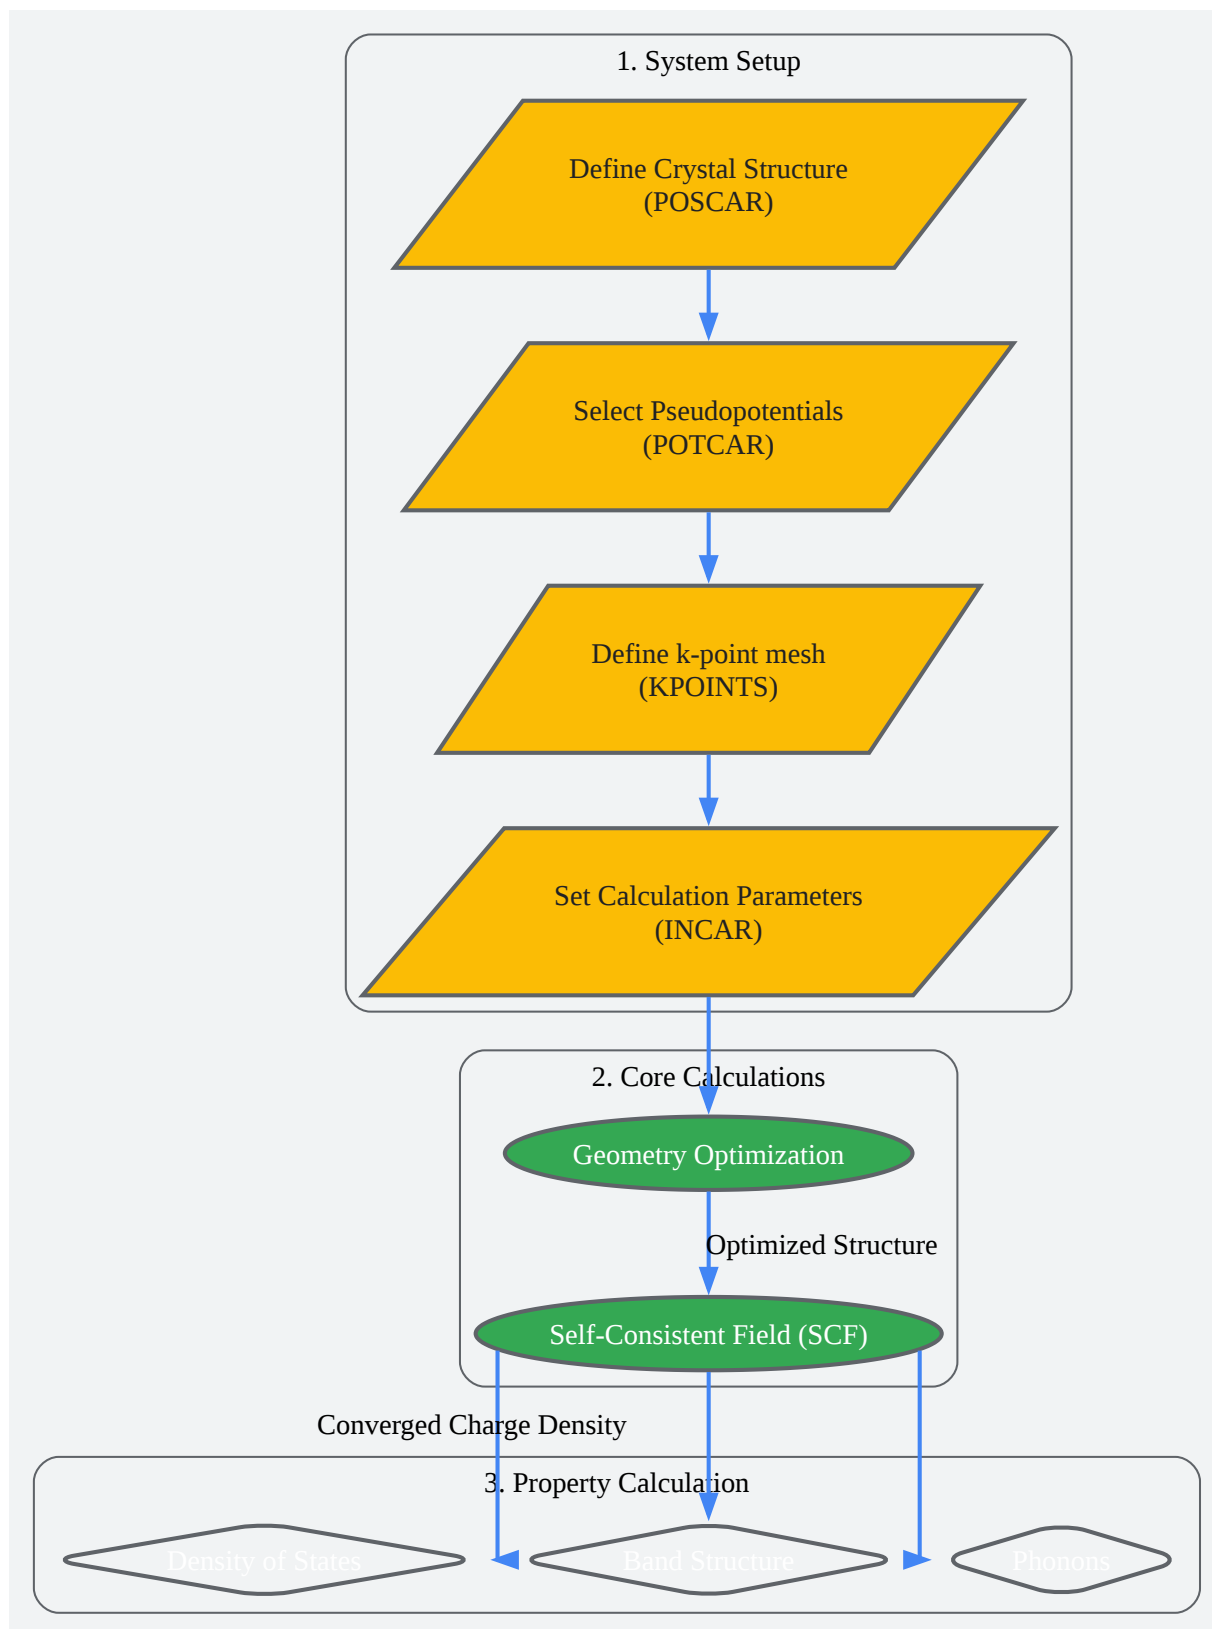 1. System Setup
Define Crystal Structure
(POSCAR)
Select Pseudopotentials
(POTCAR)
Define k-point mesh
(KPOINTS)
Set Calculation Parameters
(INCAR)
2. Core Calculations
Geometry Optimization
Optimized Structure
Self-Consistent Field (SCF)
Converged Charge Density
3. Property Calculation
Density of States
Band Structure
Phonons